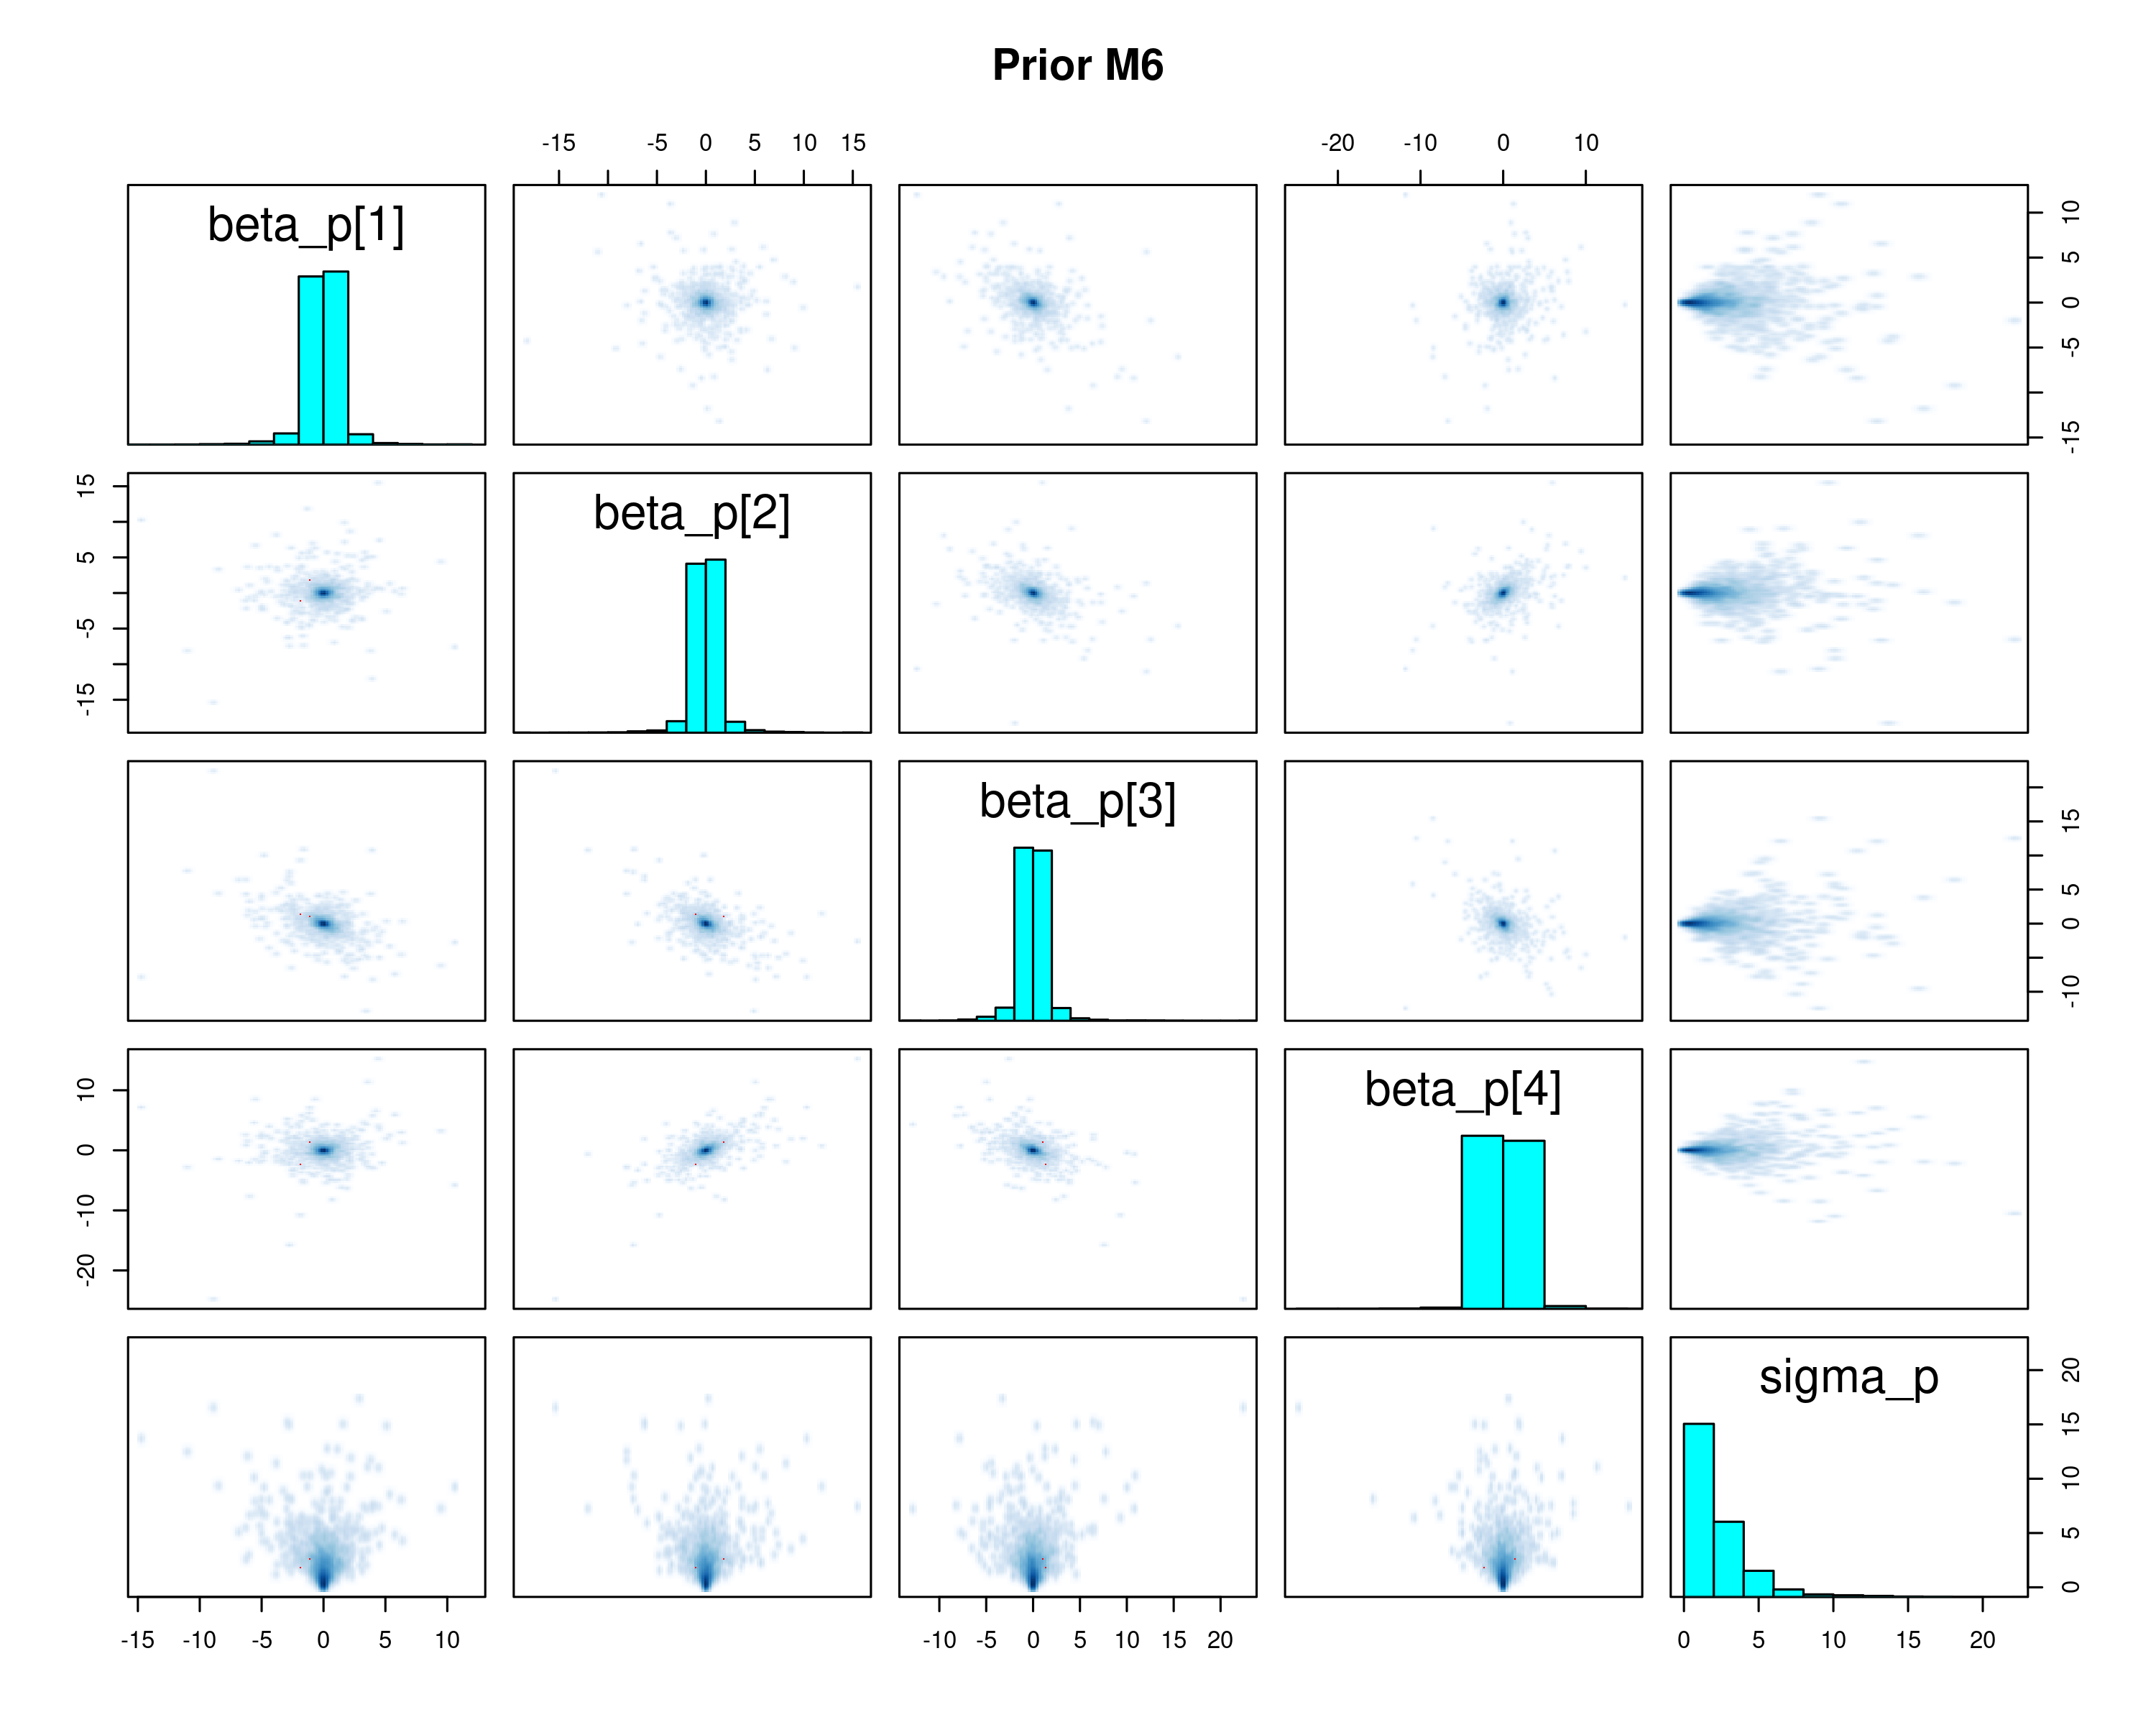 Prior M6
-15 -5 0 5 10 15 -20 -10 0 10
beta_p[1]
-15 -5 0 5 10
beta_p[2]
-15 -5 5 15
beta_p[3]
-10 0 5 15
beta_p[4]
-20 -10 0 10
sigma_p
0 5 10 15 20
-15 -10 -5 0 5 10 -10 -5 0 5 10 15 20 0 5 10 15 20